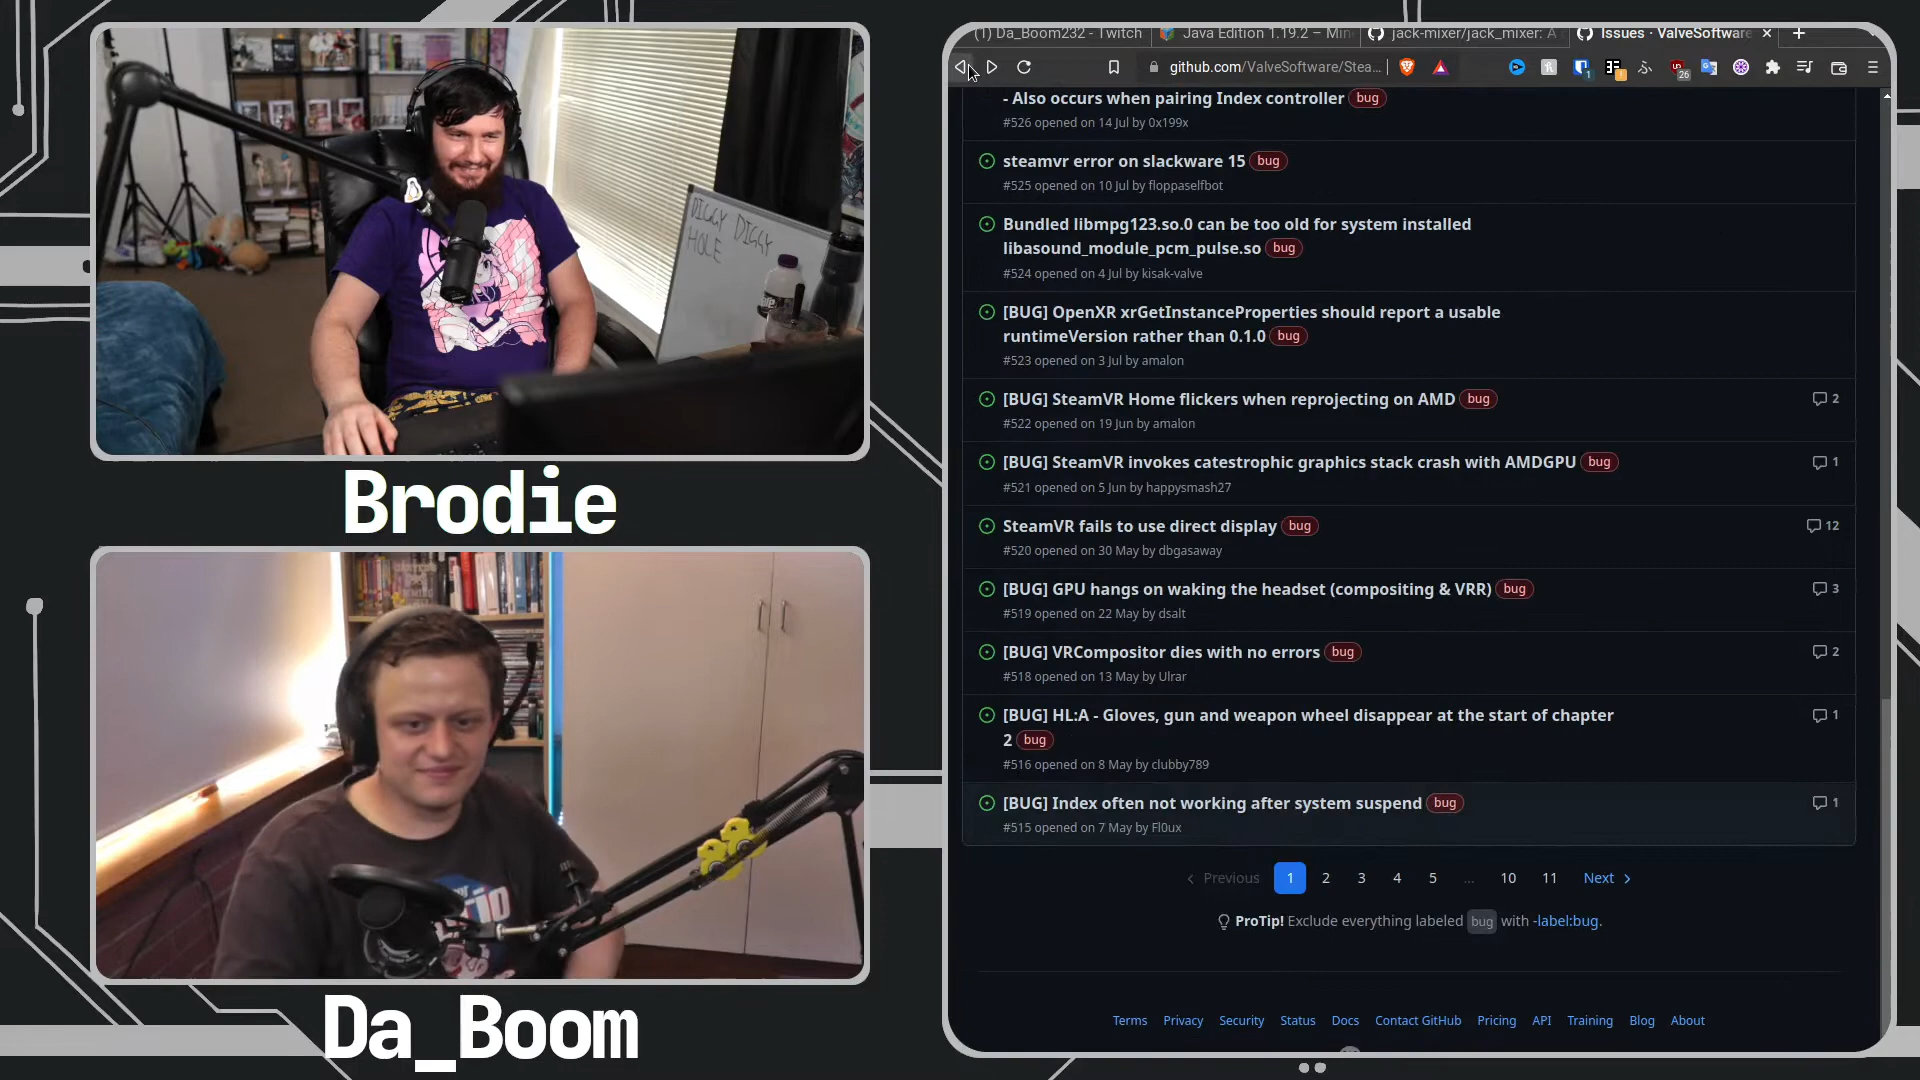 DIGGY DIGGY
HOLE
Brodie
Da_Boom
(1) Da_Boom232 - Twitch
Java Edition 1.19.2 – Min
jack-mixer/jack_mixer: A
Issues · ValveSoftware
github.com/ValveSoftware/Stea...
1
26
- Also occurs when pairing Index controller bug
#526 opened on 14 Jul by 0x199x
steamvr error on slackware 15 bug
#525 opened on 10 Jul by floppaselfbot
Bundled libmpg123.so.0 can be too old for system installed
libasound_module_pcm_pulse.so bug
#524 opened on 4 Jul by kisak-valve
[BUG] OpenXR xrGetInstanceProperties should report a usable
runtimeVersion rather than 0.1.0 bug
#523 opened on 3 Jul by amalon
[BUG] SteamVR Home flickers when reprojecting on AMD bug 2
#522 opened on 19 Jun by amalon
[BUG] SteamVR invokes catestrophic graphics stack crash with AMDGPU bug 1
#521 opened on 5 Jun by happysmash27
SteamVR fails to use direct display bug 12
#520 opened on 30 May by dbgasaway
[BUG] GPU hangs on waking the headset (compositing & VRR) bug 3
#519 opened on 22 May by dsalt
[BUG] VRCompositor dies with no errors bug 2
#518 opened on 13 May by Ulrar
[BUG] HL:A - Gloves, gun and weapon wheel disappear at the start of chapter 1
2 bug
#516 opened on 8 May by clubby789
[BUG] Index often not working after system suspend bug 1
#515 opened on 7 May by Fl0ux
Previous 1 2 3 4 5 … 10 11 Next
ProTip! Exclude everything labeled bug with -label:bug.
Terms Privacy Security Status Docs Contact GitHub Pricing API Training Blog About